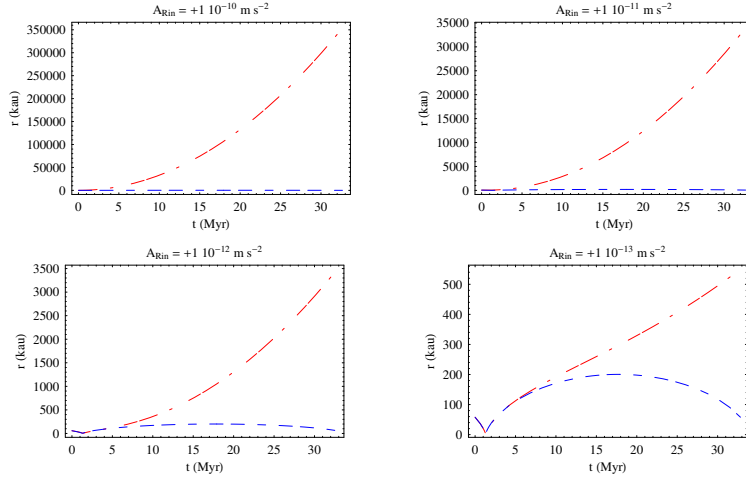 A_Rin = +1 10^-10 m s^-2
r (kau)
350000
300000
250000
200000
150000
100000
50000
0
0 5 10 15 20 25 30
t (Myr)
A_Rin = +1 10^-11 m s^-2
r (kau)
35000
30000
25000
20000
15000
10000
5000
0
0 5 10 15 20 25 30
t (Myr)
A_Rin = +1 10^-12 m s^-2
r (kau)
3500
3000
2500
2000
1500
1000
500
0
0 5 10 15 20 25 30
t (Myr)
A_Rin = +1 10^-13 m s^-2
r (kau)
500
400
300
200
100
0
0 5 10 15 20 25 30
t (Myr)